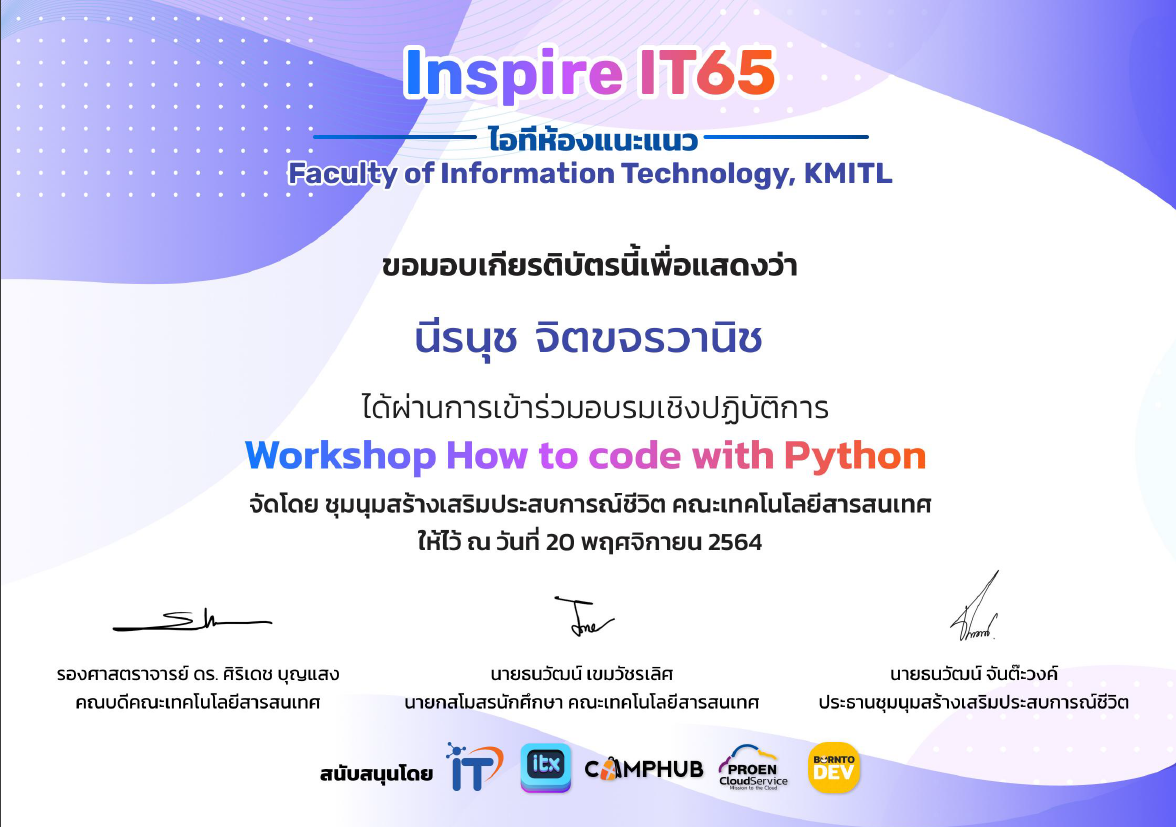 Inspire IT65
ไอทีห้องแนะแนว
Faculty of Information Technology, KMITL
ขอมอบเกียรติบัตรนี้เพื่อแสดงว่า
นีรนุช จิตขจรวานิช
ได้ผ่านการเข้าร่วมอบรมเชิงปฏิบัติการ
Workshop How to code with Python
จัดโดย ชุมนุมสร้างเสริมประสบการณ์ชีวิต คณะเทคโนโลยีสารสนเทศ
ให้ไว้ ณ วันที่ 20 พฤศจิกายน 2564
รองศาสตราจารย์ ดร. ศิริเดช บุญแสง
คณบดีคณะเทคโนโลยีสารสนเทศ
นายธนวัฒน์ เขมวัชรเลิศ
นายกสโมสรนักศึกษา คณะเทคโนโลยีสารสนเทศ
นายธนวัฒน์ จันต๊ะวงค์
ประธานชุมนุมสร้างเสริมประสบการณ์ชีวิต
สนับสนุนโดย
iT
itx
CAMPHUB
PROEN
CloudService
Mission to the Cloud
BORNTO
DEV